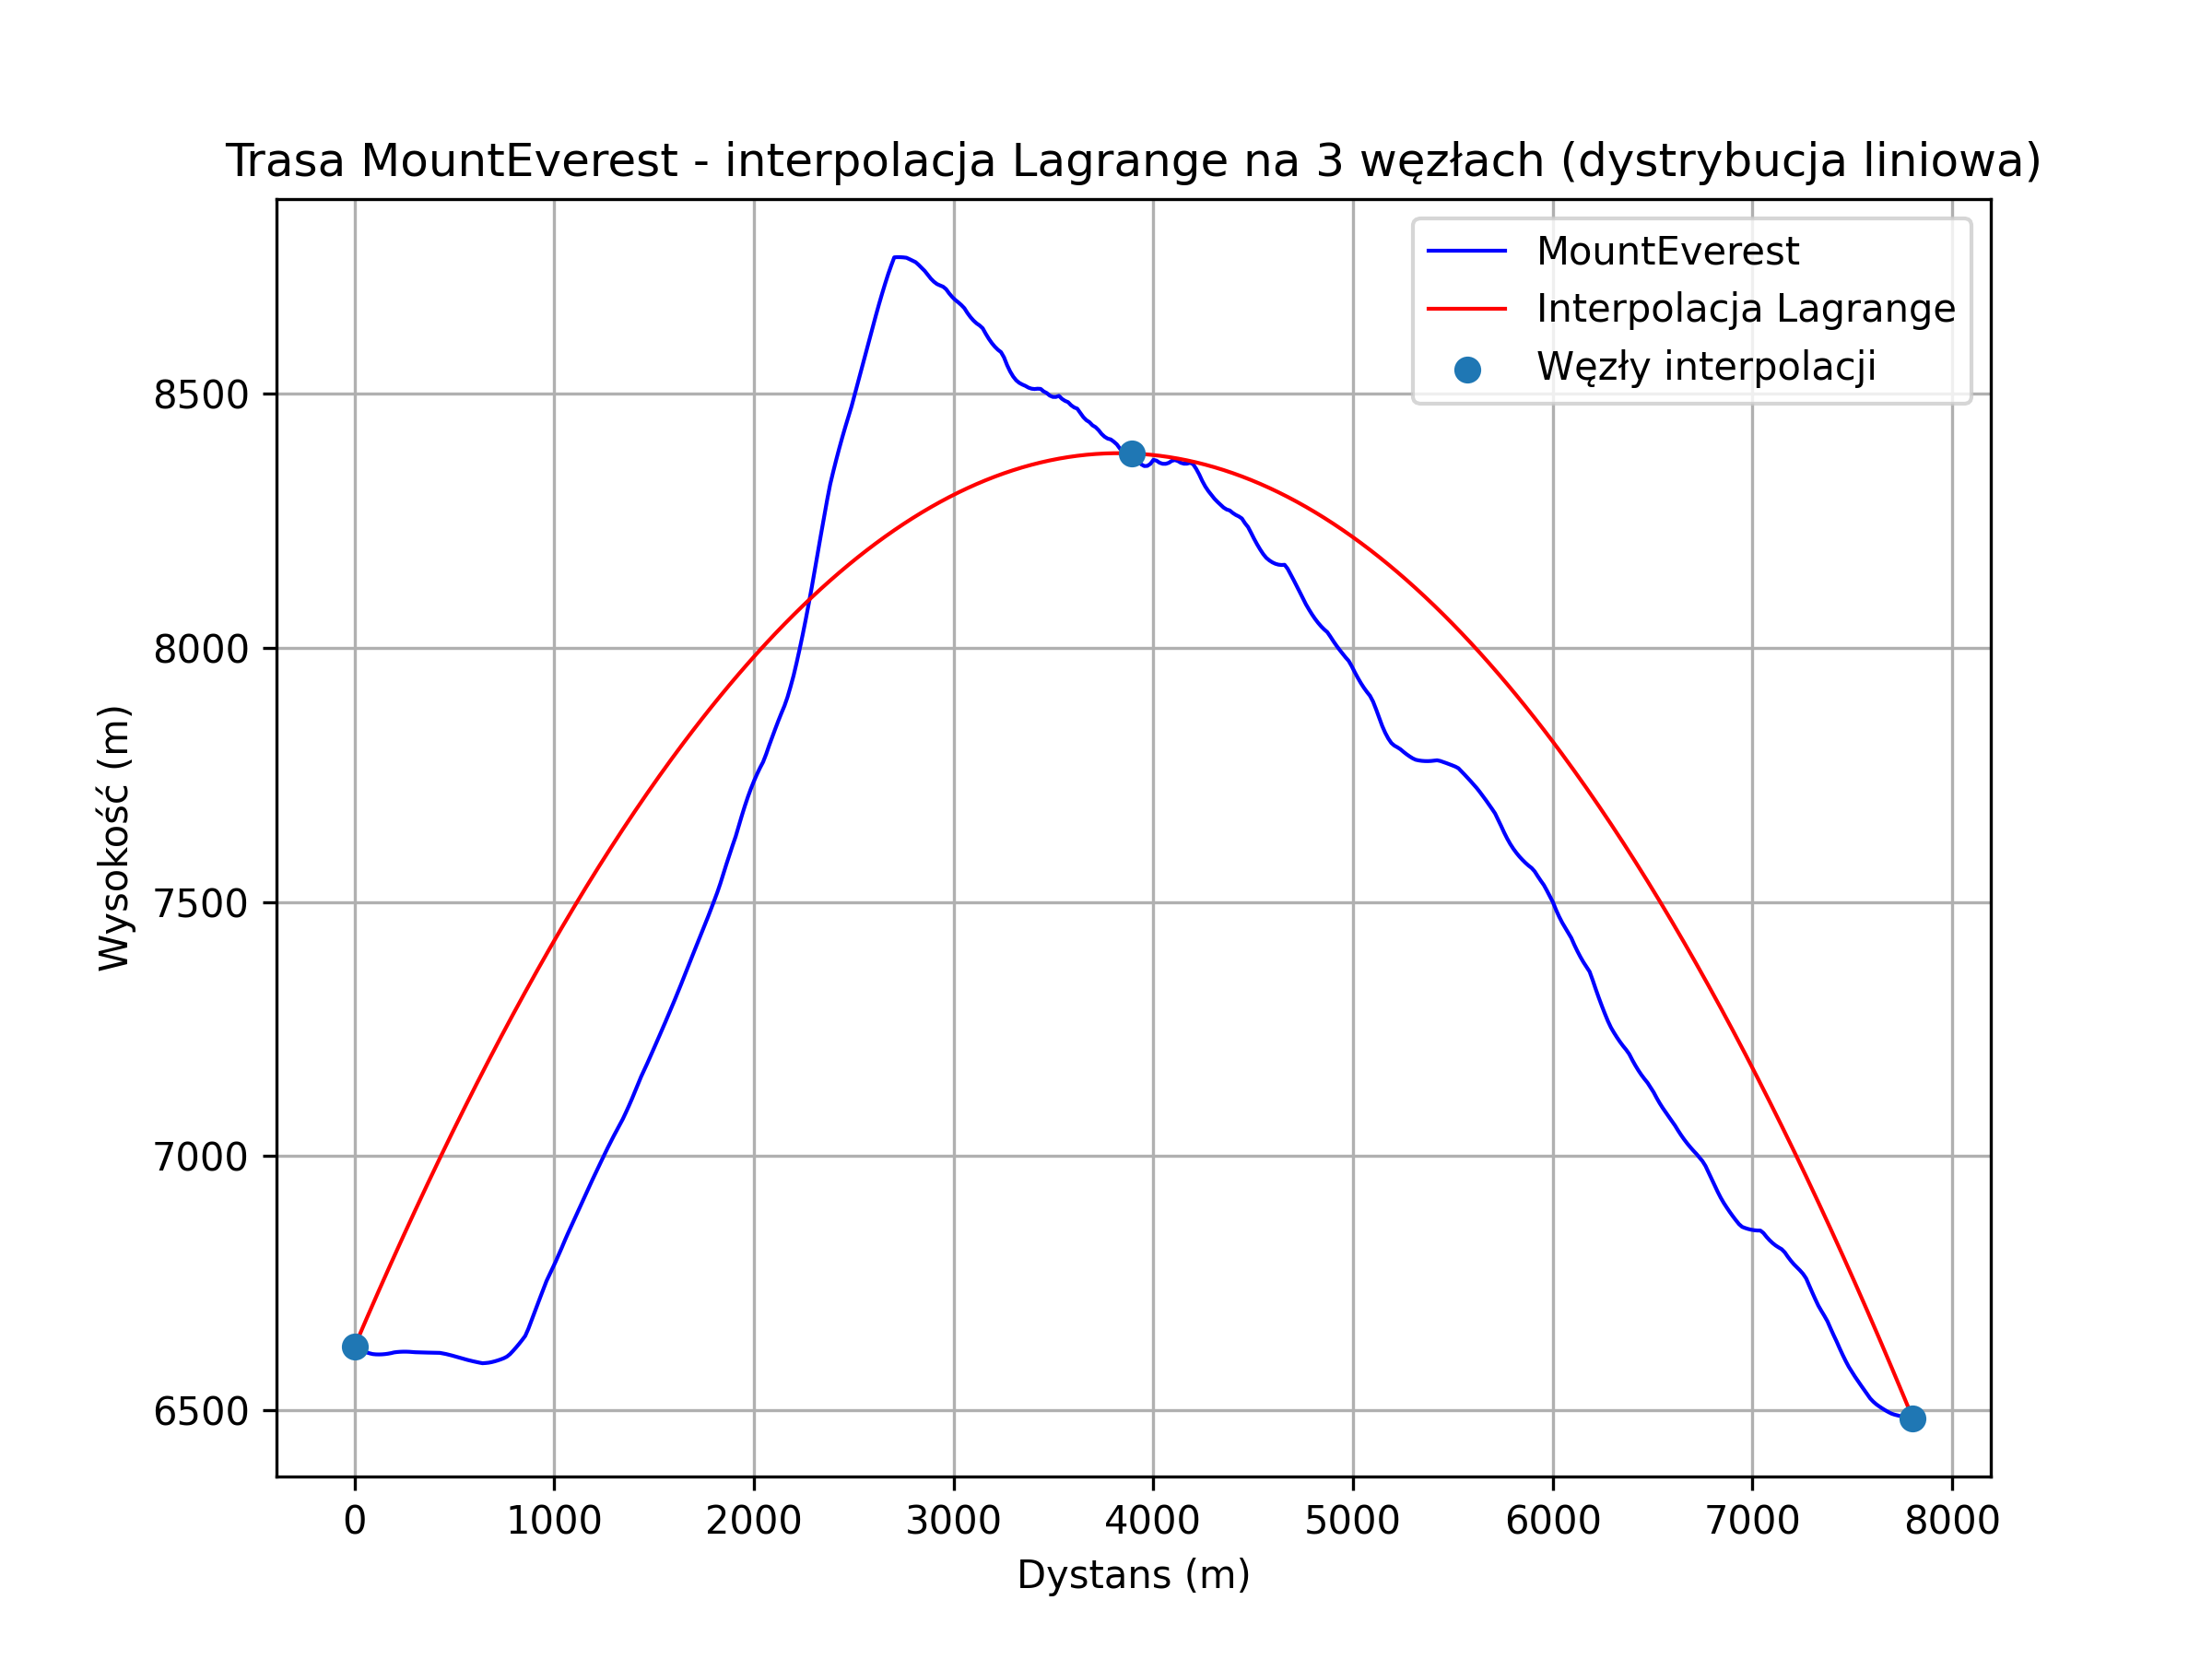 Trasa MountEverest - interpolacja Lagrange na 3 węzłach (dystrybucja liniowa)
MountEverest
Interpolacja Lagrange
Węzły interpolacji
Wysokość (m)
8500
8000
7500
7000
6500
0 1000 2000 3000 4000 5000 6000 7000 8000
Dystans (m)